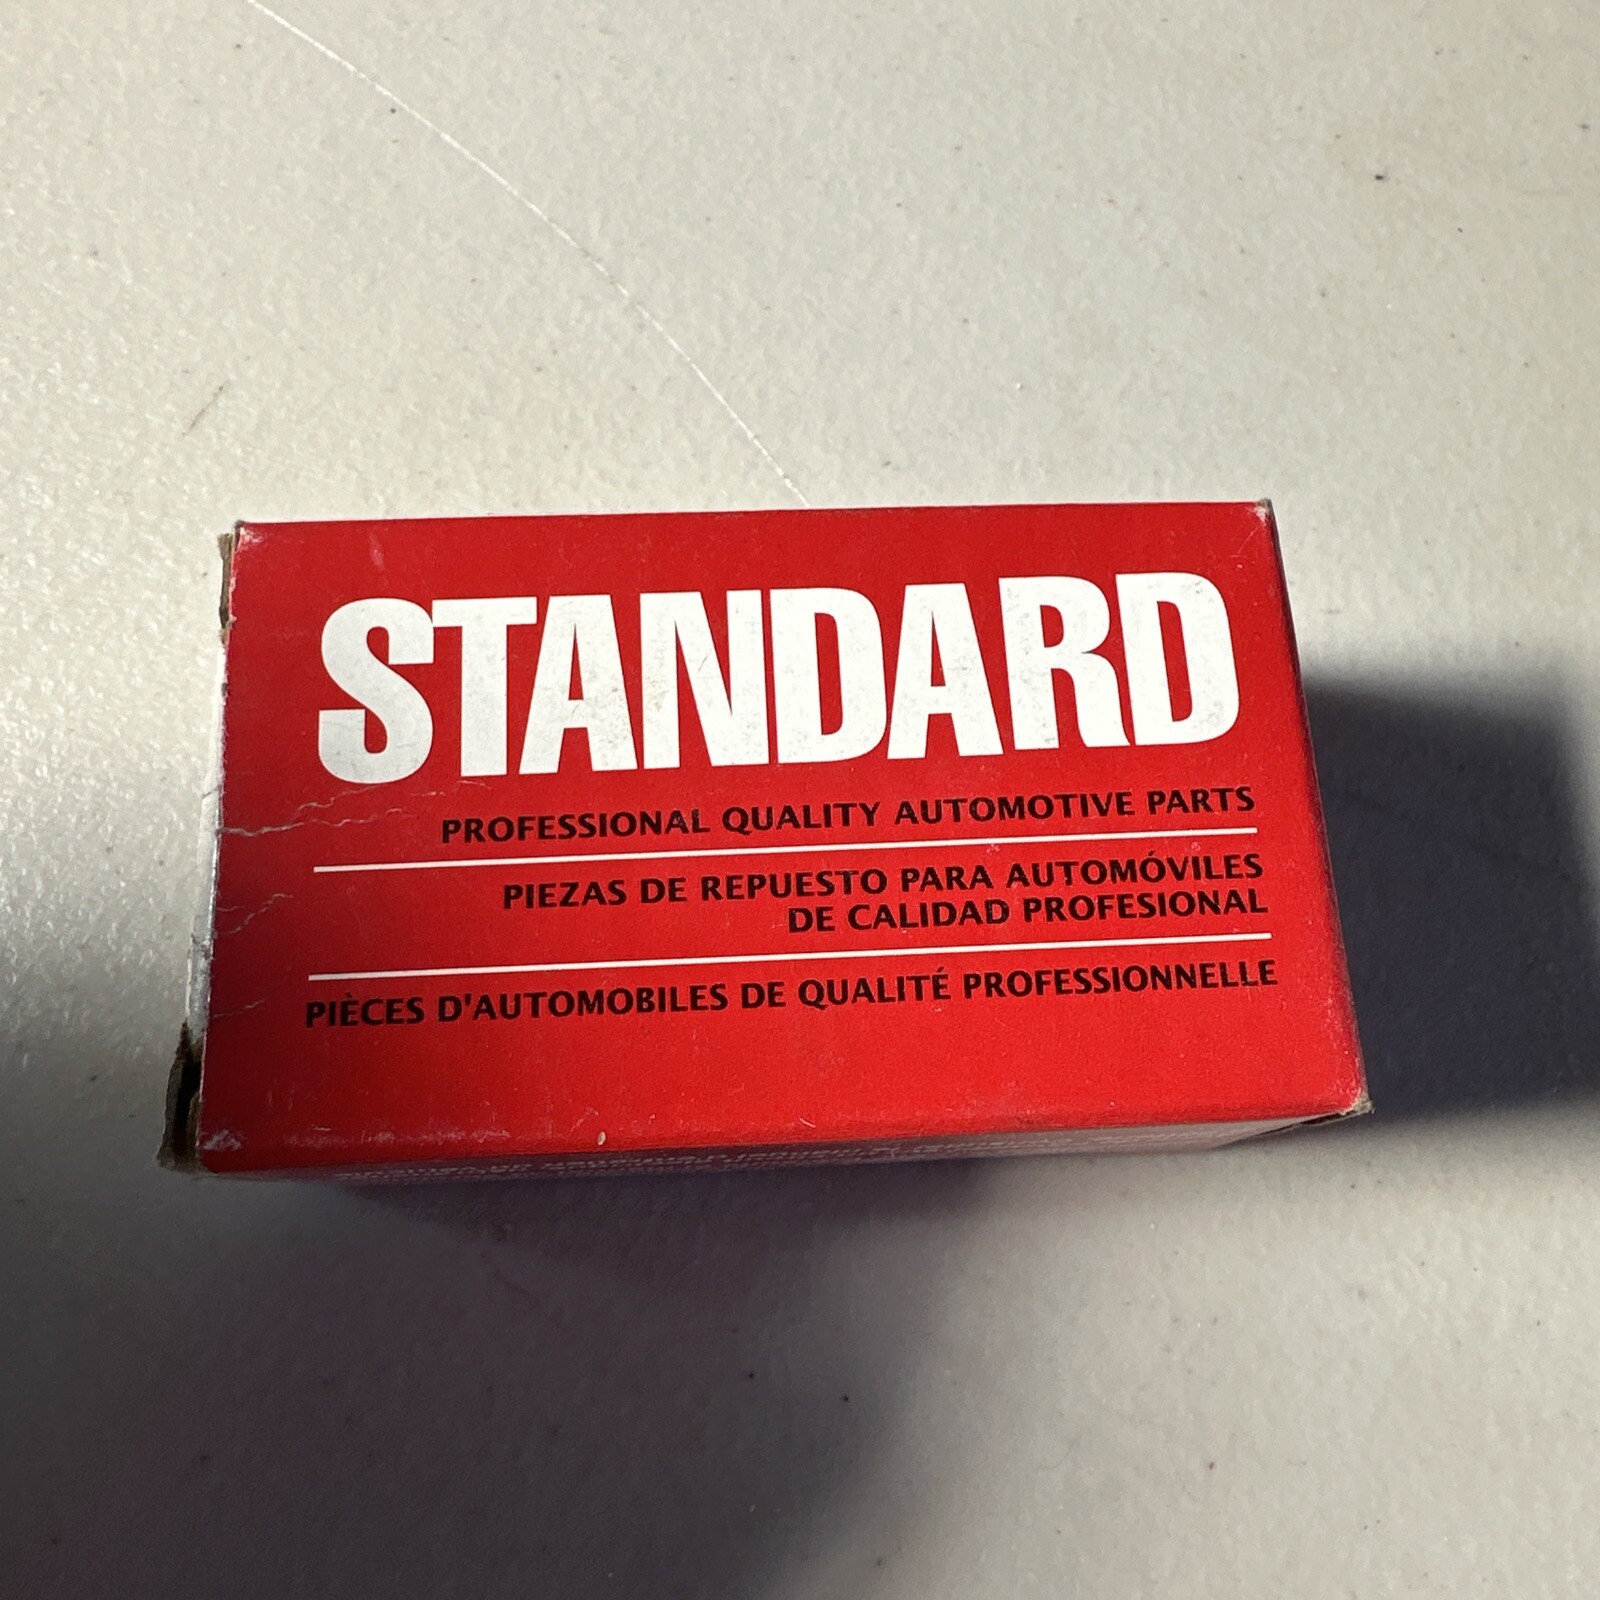 STANDARD
PROFESSIONAL QUALITY AUTOMOTIVE PARTS
PIEZAS DE REPUESTO PARA AUTOMÓVILES
DE CALIDAD PROFESIONAL
PIÈCES D'AUTOMOBILES DE QUALITÉ PROFESSIONNELLE